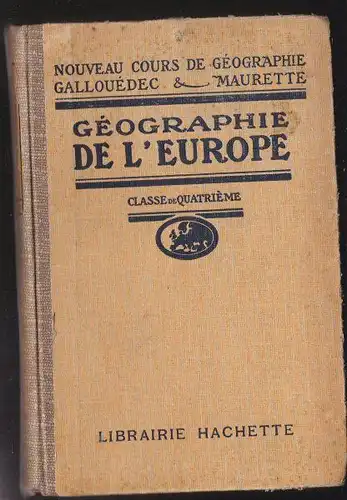 NOUVEAU COURS DE GÉOGRAPHIE
GALLOUÉDEC & MAURETTE
GÉOGRAPHIE
DE L'EUROPE
CLASSE DE QUATRIÈME
LIBRAIRIE HACHETTE